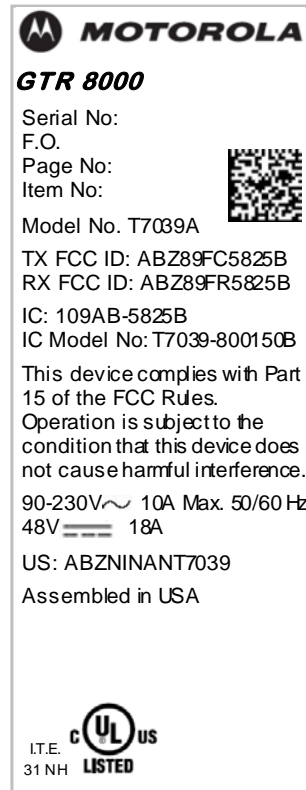 MOTOROLA
GTR 8000
Serial No:
F.O.
Page No:
Item No:
Model No. T7039A
TX FCC ID: ABZ89FC5825B
RX FCC ID: ABZ89FR5825B
IC: 109AB-5825B
IC Model No: T7039-800150B
This device complies with Part
15 of the FCC Rules.
Operation is subject to the
condition that this device does
not cause harmful interference.
90-230V 10A Max. 50/60 Hz
48V 18A
US: ABZNINANT7039
Assembled in USA
I.T.E.
31 NH
C UL US
LISTED